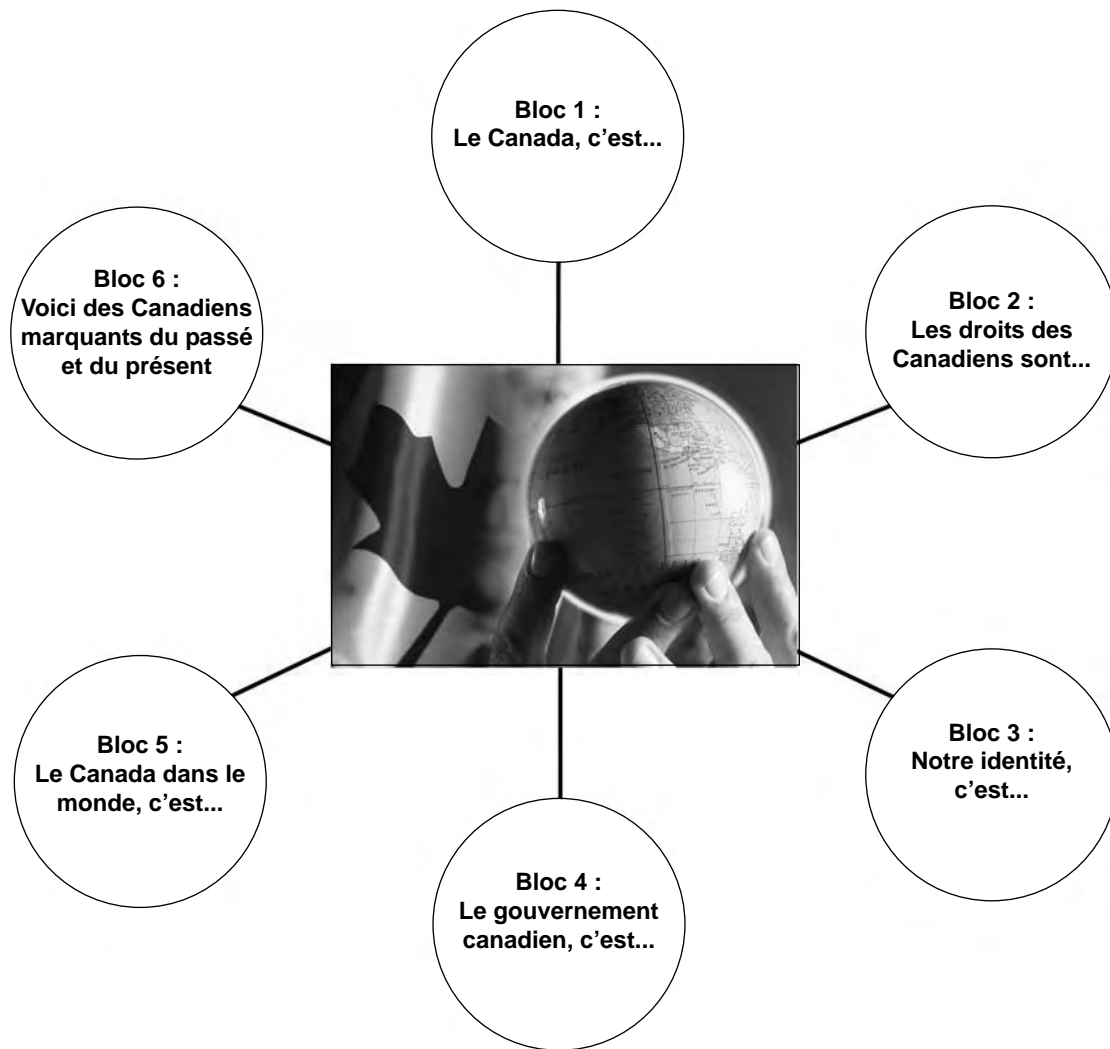 Bloc 1 :
Le Canada, c’est...
Bloc 2 :
Les droits des
Canadiens sont...
Bloc 3 :
Notre identité,
c’est...
Bloc 4 :
Le gouvernement
canadien, c’est...
Bloc 5 :
Le Canada dans le
monde, c’est...
Bloc 6 :
Voici des Canadiens
marquants du passé
et du présent